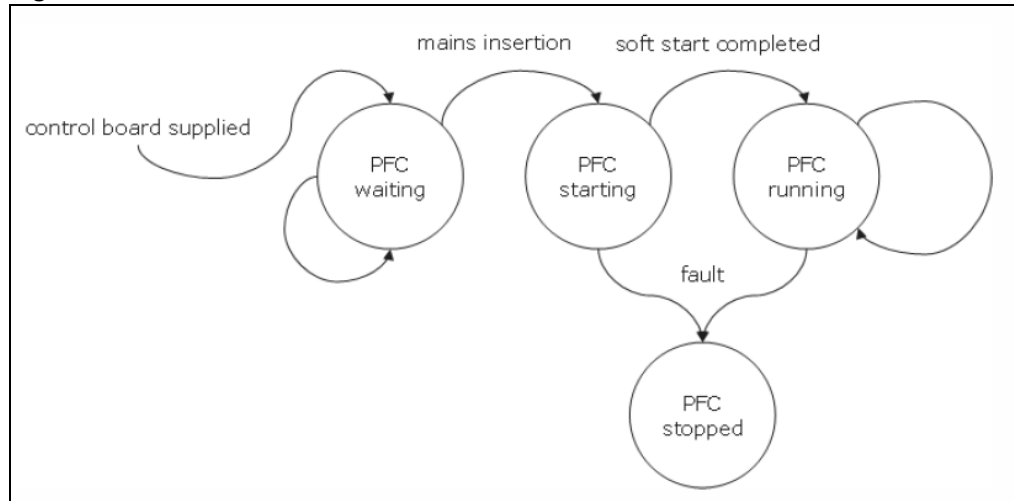 mains insertion
soft start completed
control board supplied
PFC
waiting
PFC
starting
PFC
running
fault
PFC
stopped